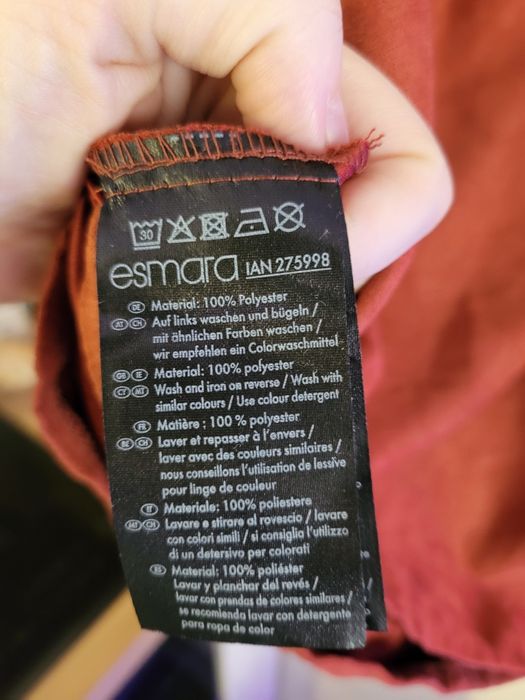 30
esmara IAN 275998
DE Material: 100% Polyester
AT CH Auf links waschen und bügeln /
mit ähnlichen Farben waschen /
wir empfehlen ein Colorwaschmittel
GB IE Material: 100% polyester
CY MT Wash and iron on reverse / Wash with
similar colours / Use colour detergent
FR Matière : 100 % polyester
BE CH Laver et repasser à l'envers /
laver avec des couleurs similaires /
nous conseillons l'utilisation de lessive
pour linge de couleur
IT Materiale: 100% poliestere
MT CH Lavare e stirare al rovescio / lavare
con colori simili / si consiglia l'utilizzo
di un detersivo per colorati
ES Material: 100% poliéster
Lavar y planchar del revés /
lavar con prendas de colores similares /
se recomienda lavar con detergente
para ropa de color